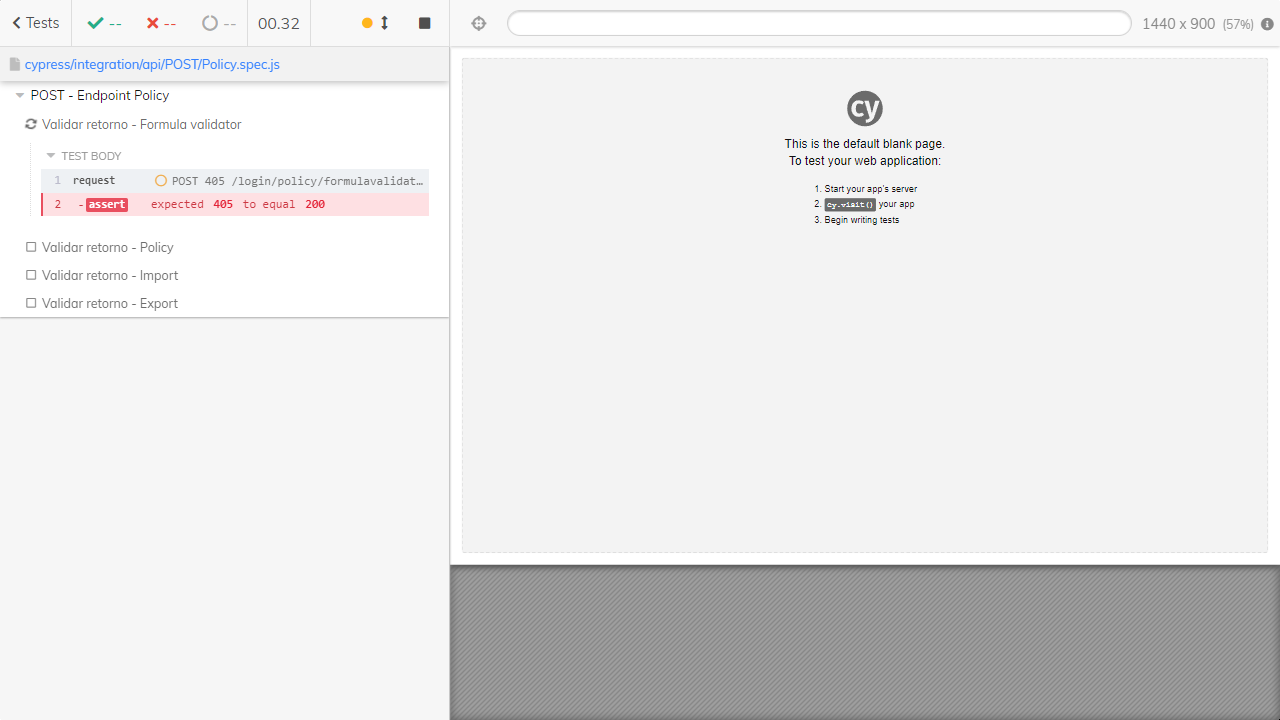 Tests -- -- -- 00.32
1440 x 900 (57%)
cypress/integration/api/POST/Policy.spec.js
POST - Endpoint Policy
Validar retorno - Formula validator
TEST BODY
1 request POST 405 /login/policy/formulavalidat…
2 -assert expected 405 to equal 200
Validar retorno - Policy
Validar retorno - Import
Validar retorno - Export
cy
This is the default blank page.
To test your web application:
1. Start your app's server
2. cy.visit() your app
3. Begin writing tests